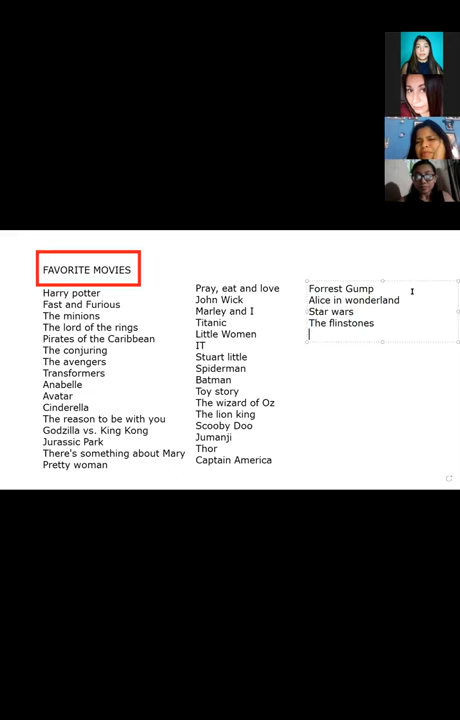 FAVORITE MOVIES
Harry potter
Fast and Furious
The minions
The lord of the rings
Pirates of the Caribbean
The conjuring
The avengers
Transformers
Anabelle
Avatar
Cinderella
The reason to be with you
Godzilla vs. King Kong
Jurassic Park
There's something about Mary
Pretty woman
Pray, eat and love
John Wick
Marley and I
Titanic
Little Women
IT
Stuart little
Spiderman
Batman
Toy story
The wizard of Oz
The lion king
Scooby Doo
Jumanji
Thor
Captain America
Forrest Gump
Alice in wonderland
Star wars
The flinstones